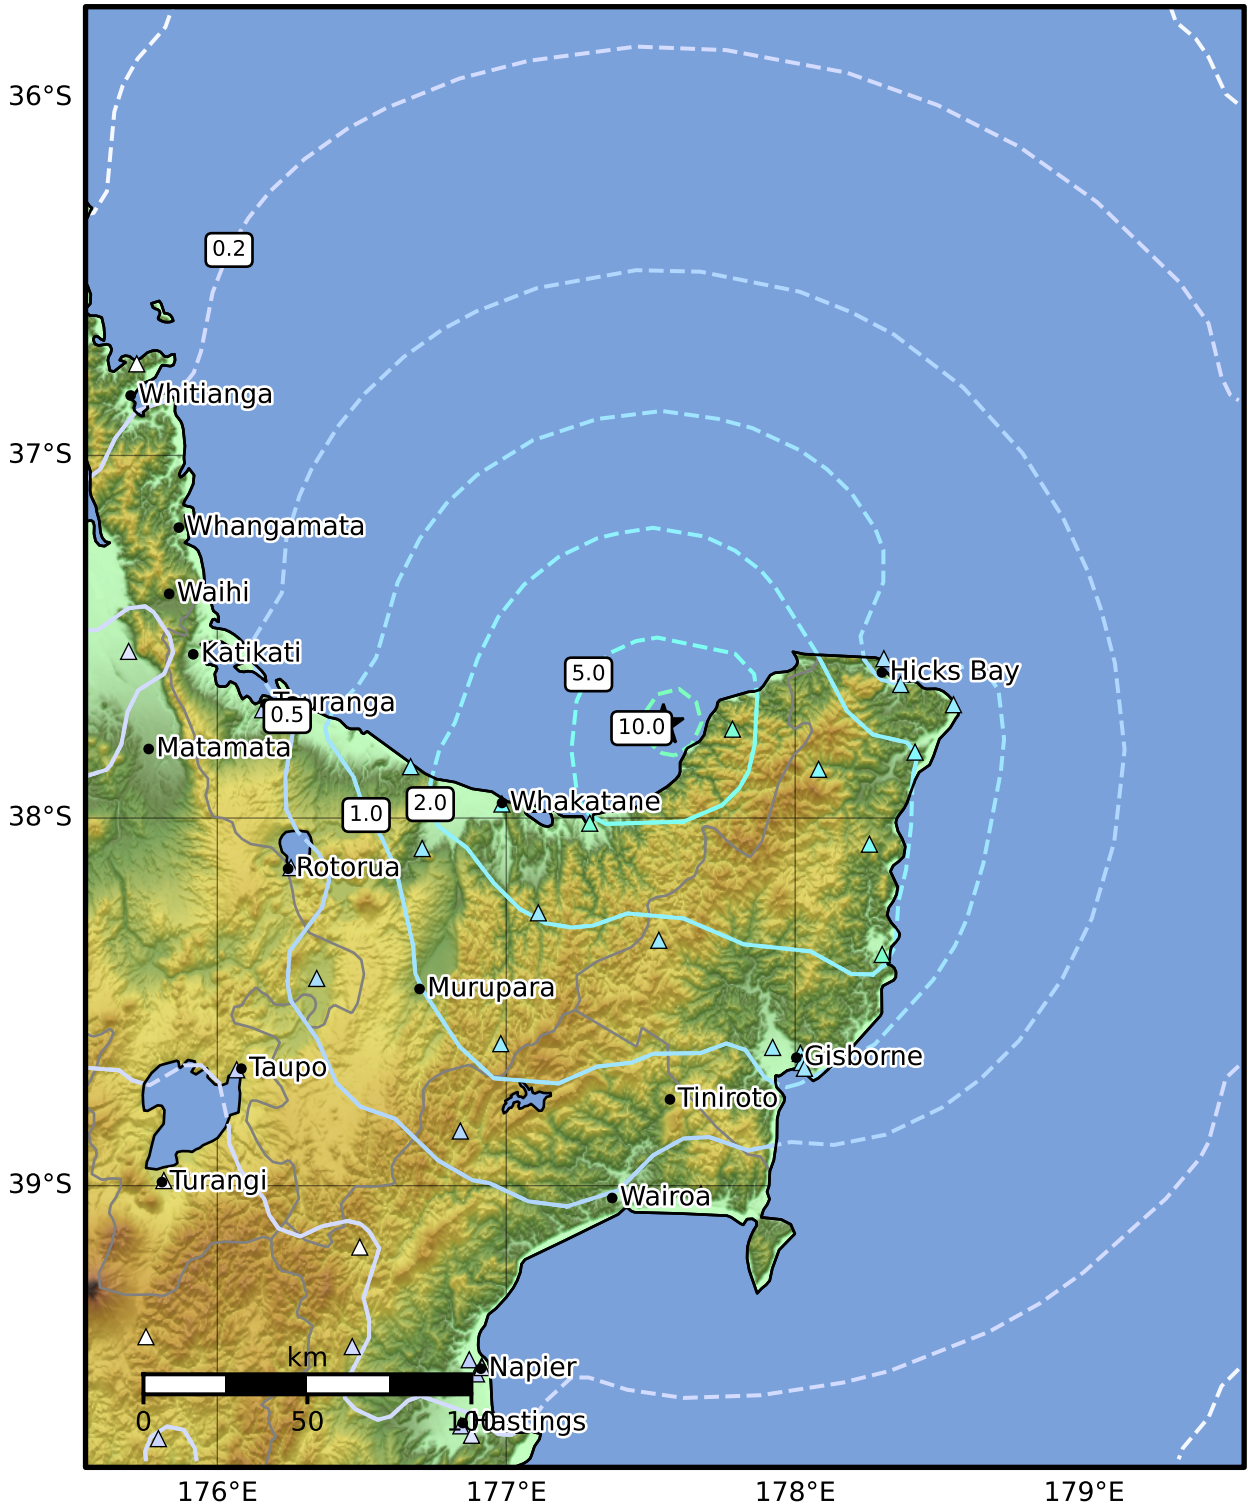 36°S
0.2
Whitianga
37°S
Whangamata
Waihi
Katikati
Hicks Bay
5.0
Tauranga
0.5
10.0
Matamata
1.0
2.0
Whakatane
38°S
Rotorua
Murupara
Gisborne
Taupo
Tiniroto
39°S
Turangi
Wairoa
km
Napier
0 50 100
Hastings
176°E 177°E 178°E 179°E